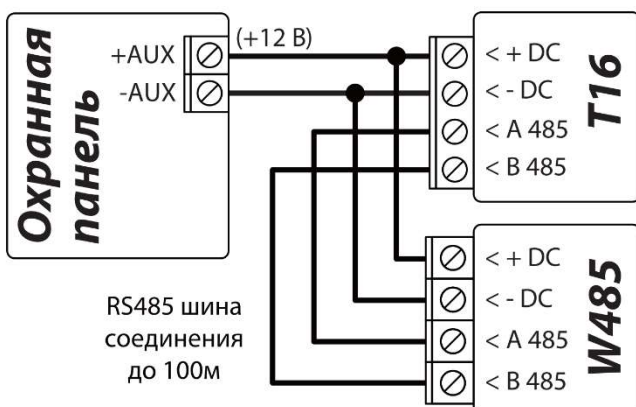 Охранная
панель
+AUX
-AUX
(+12 В)
< + DC
< - DC
< A 485
< B 485
T16
< + DC
< - DC
< A 485
< B 485
W485
RS485 шина
соединения
до 100м